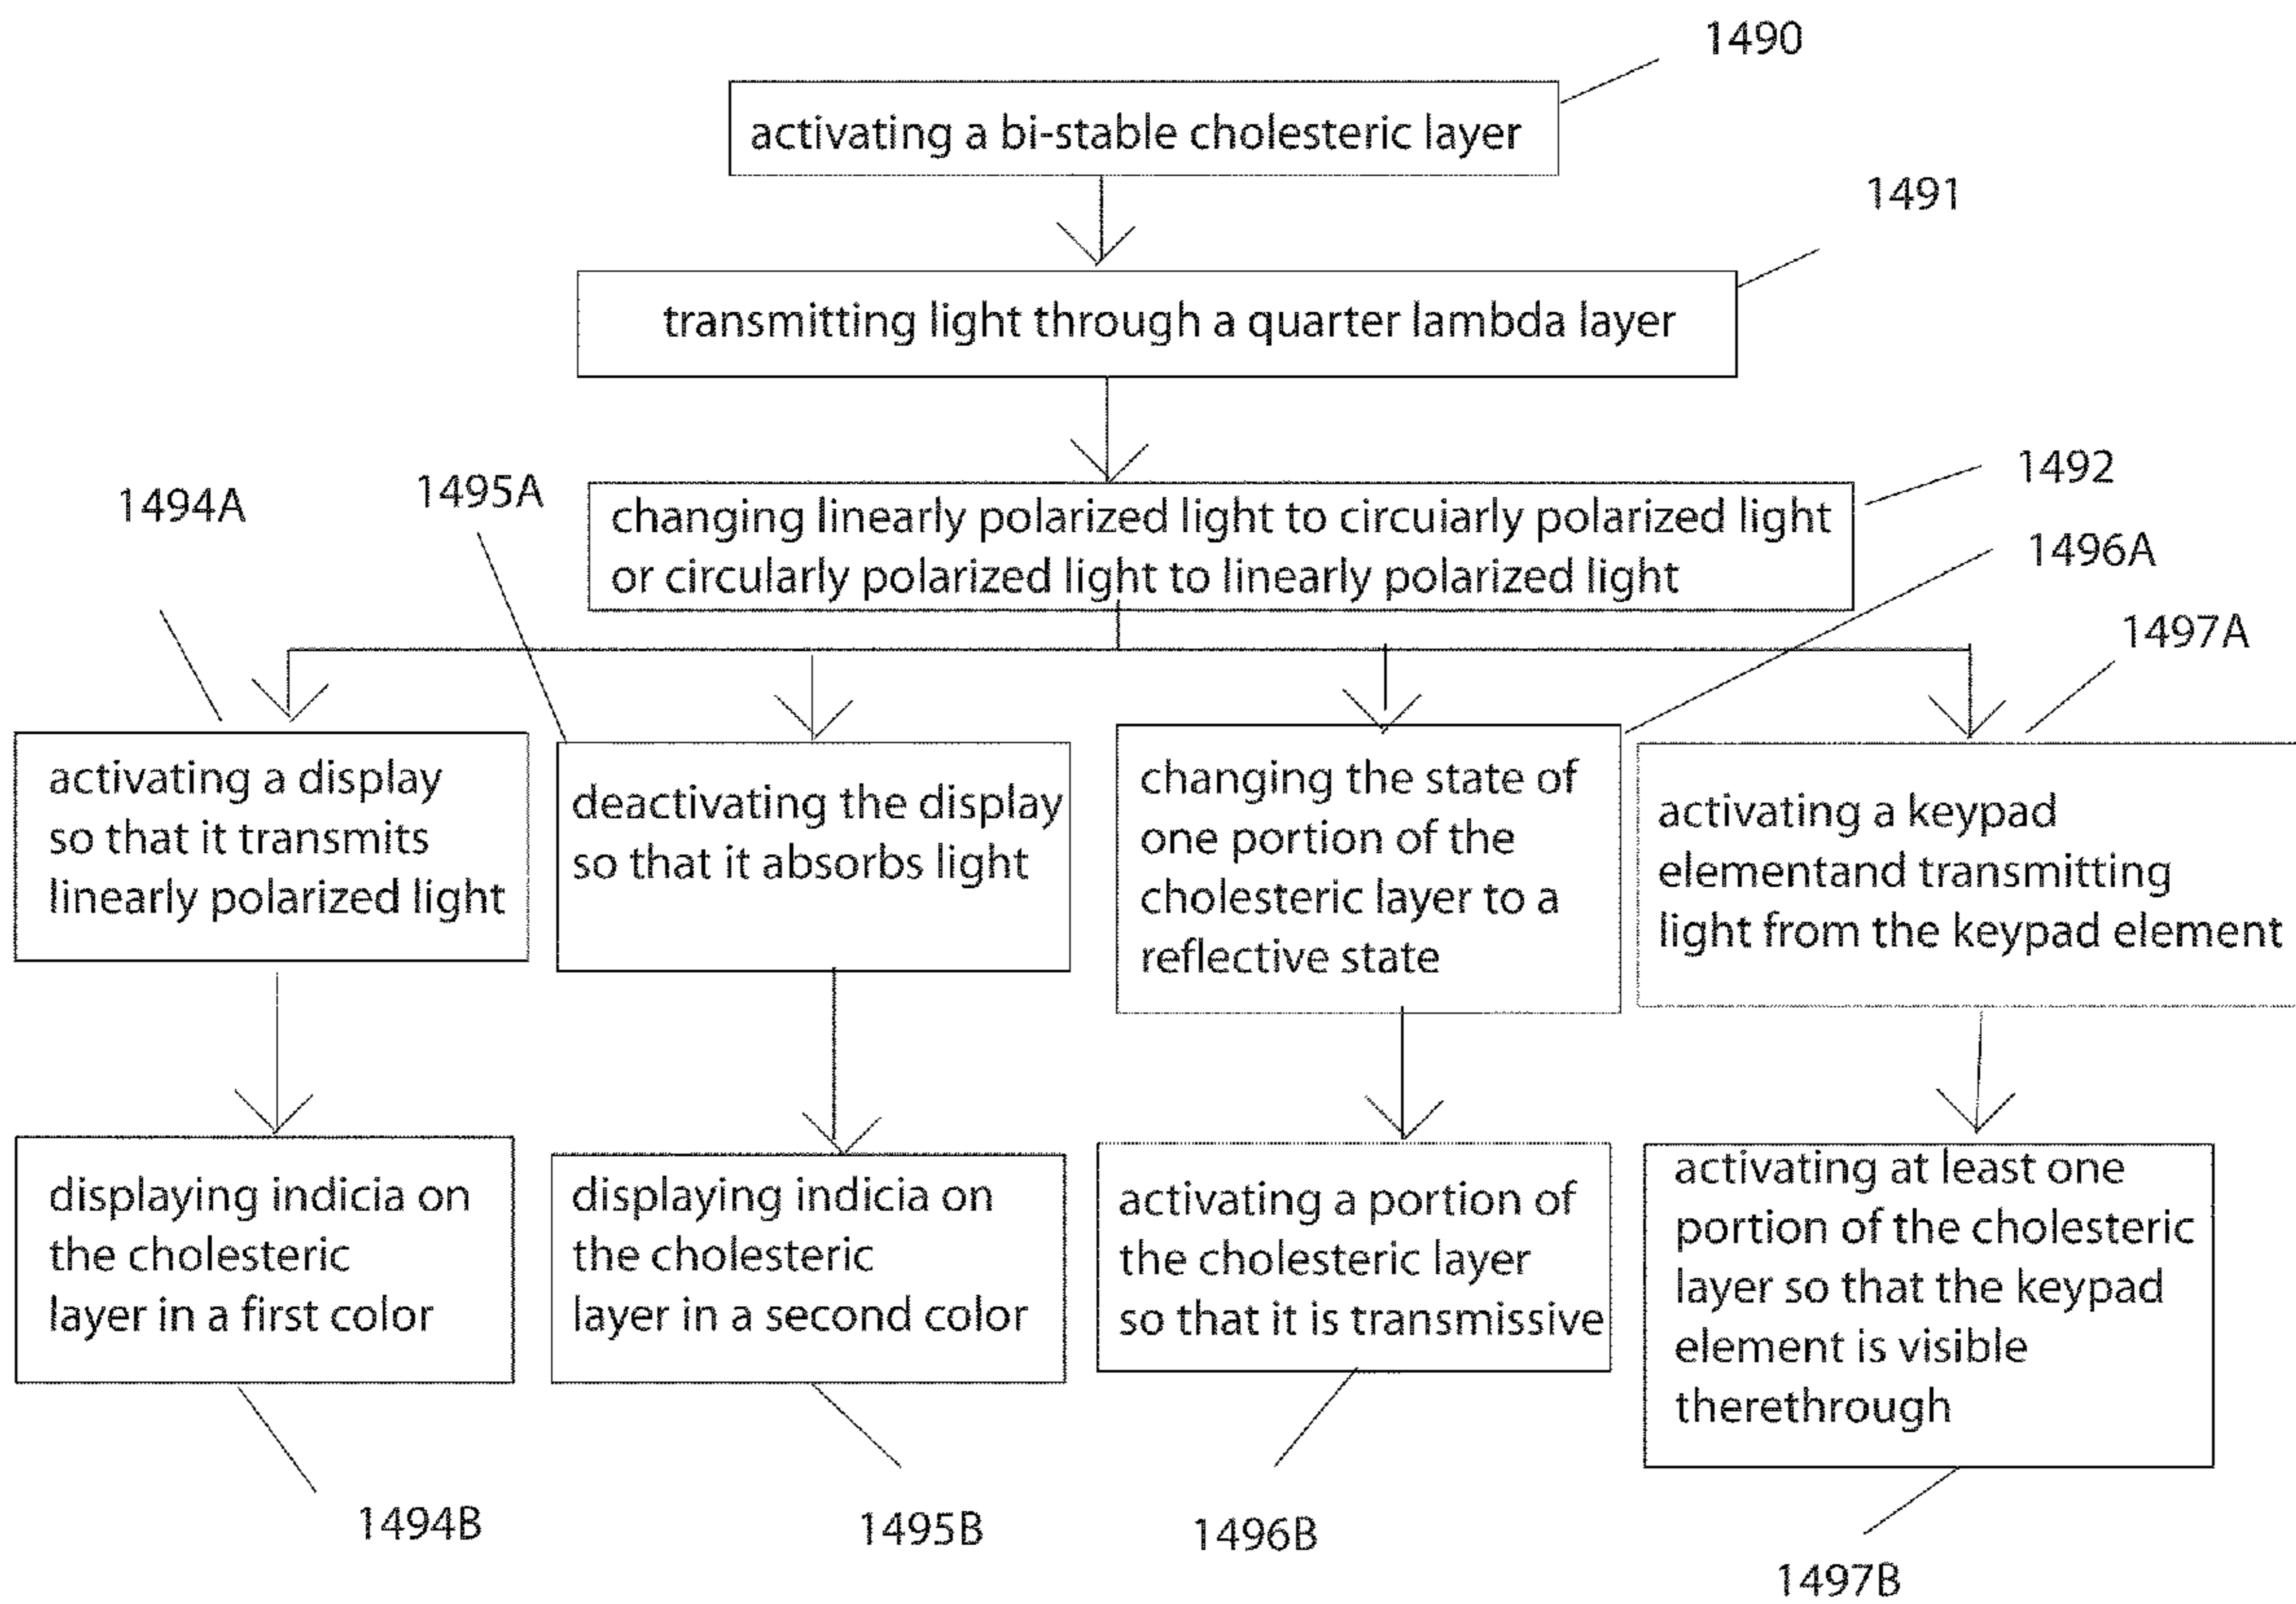 1490
activating a bi-stable cholesteric layer
1491
transmitting light through a quarter lambda layer
1492
changing linearly polarized light to circuiarly polarized light
or circularly polarized light to linearly polarized light
1494A
1495A
1496A
1497A
activating a display
so that it transmits
linearly polarized light
deactivating the display
so that it absorbs light
changing the state of
one portion of the
cholesteric layer to a
reflective state
activating a keypad
elementand transmitting
light from the keypad element
displaying indicia on
the cholesteric
layer in a first color
displaying indicia on
the cholesteric
layer in a second color
activating a portion of
the cholesteric layer
so that it is transmissive
activating at least one
portion of the cholesteric
layer so that the keypad
element is visible
therethrough
1494B
1495B
1496B
1497B